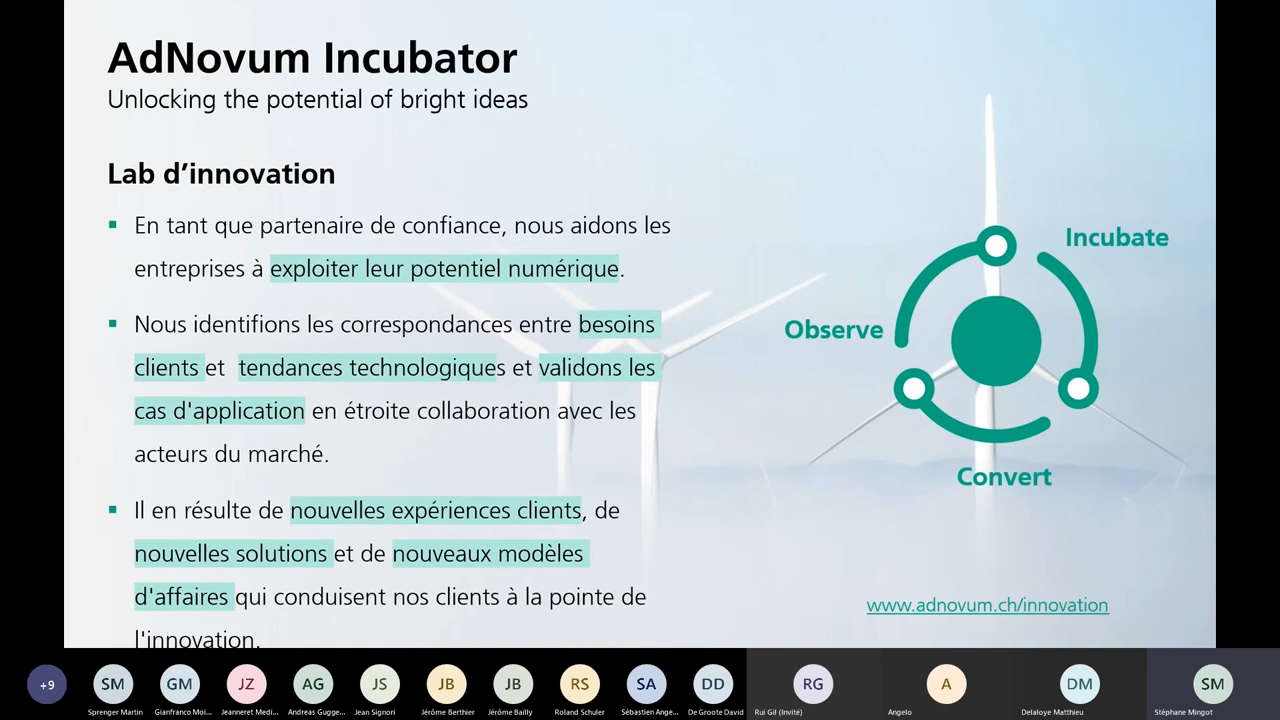 AdNovum Incubator
Unlocking the potential of bright ideas
Lab d’innovation
En tant que partenaire de confiance, nous aidons les
entreprises à exploiter leur potentiel numérique.
Nous identifions les correspondances entre besoins
clients et tendances technologiques et validons les
cas d'application en étroite collaboration avec les
acteurs du marché.
Il en résulte de nouvelles expériences clients, de
nouvelles solutions et de nouveaux modèles
d'affaires qui conduisent nos clients à la pointe de
l'innovation.
Incubate
Observe
Convert
www.adnovum.ch/innovation
+9 SM GM JZ AG JS JB JB RS SA DD RG A DM SM
Sprenger Martin Gianfranco Moi... Jeanneret Medi... Andreas Gugge... Jean Signori Jérôme Berthier Jérôme Bailly Roland Schuler Sébastien Ange... De Groote David Rui Gil (Invité) Angelo Delaloye Matthieu Stéphane Mingot